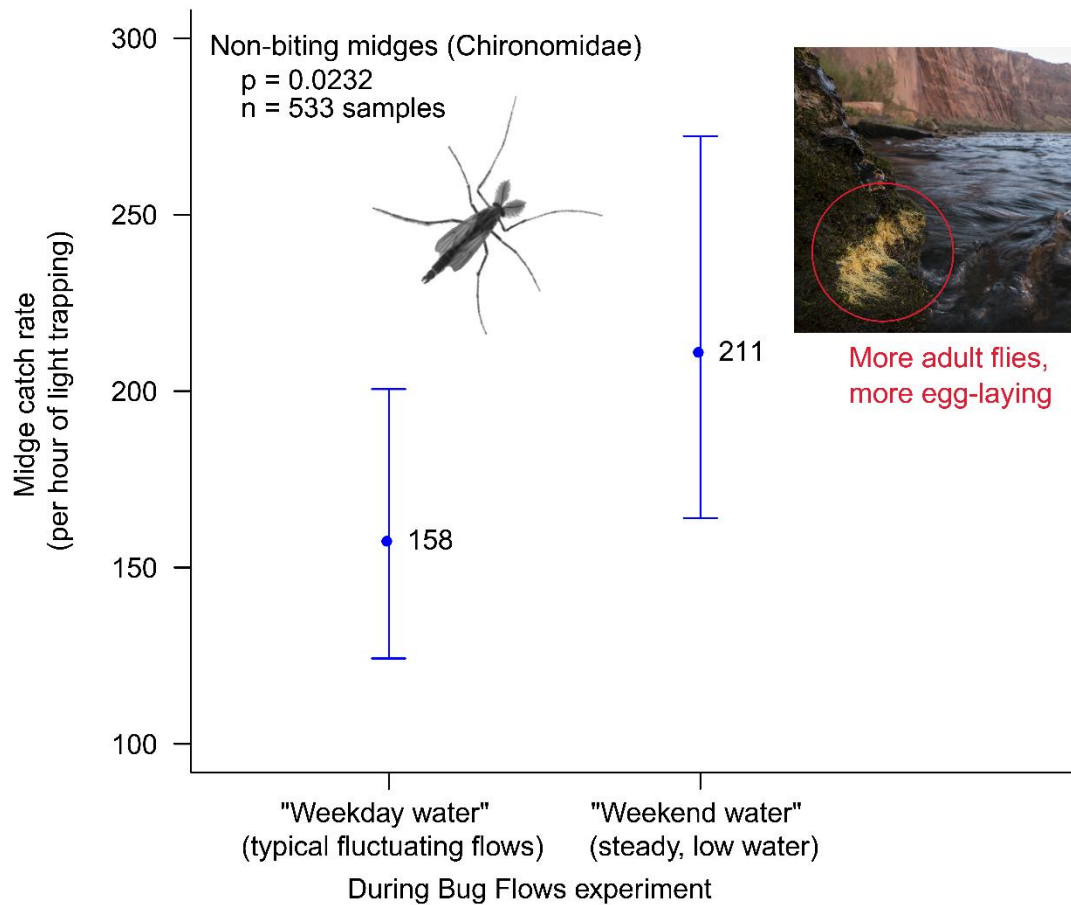 Non-biting midges (Chironomidae)
p = 0.0232
n = 533 samples
300
250
200
150
100
Midge catch rate
(per hour of light trapping)
158
211
More adult flies,
more egg-laying
"Weekday water"
(typical fluctuating flows)
"Weekend water"
(steady, low water)
During Bug Flows experiment